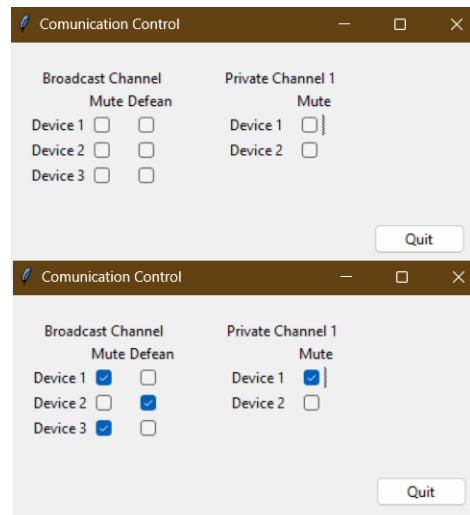 Comunication Control
Broadcast Channel Private Channel 1
Mute Defean Mute
Device 1 Device 1
Device 2 Device 2
Device 3
Quit
Comunication Control
Broadcast Channel Private Channel 1
Mute Defean Mute
Device 1 Device 1
Device 2 Device 2
Device 3
Quit